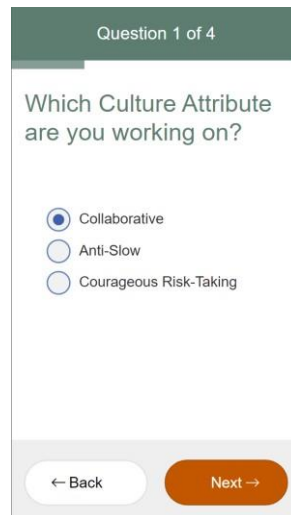 Question 1 of 4
Which Culture Attribute
are you working on?
Collaborative
Anti-Slow
Courageous Risk-Taking
← Back
Next →